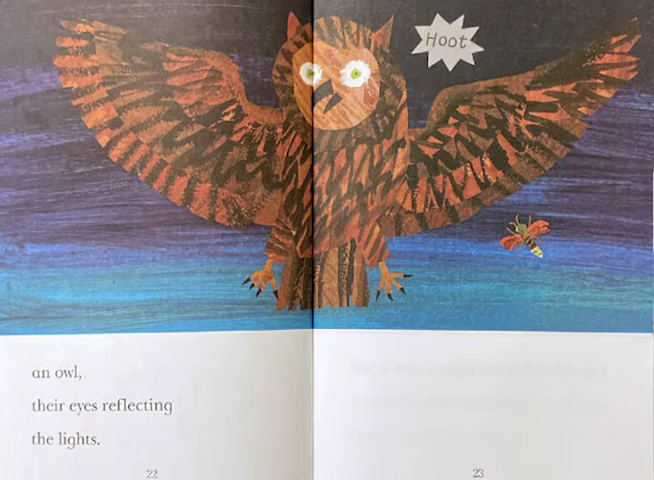 Hoot
an owl,
their eyes reflecting
the lights.
22
23